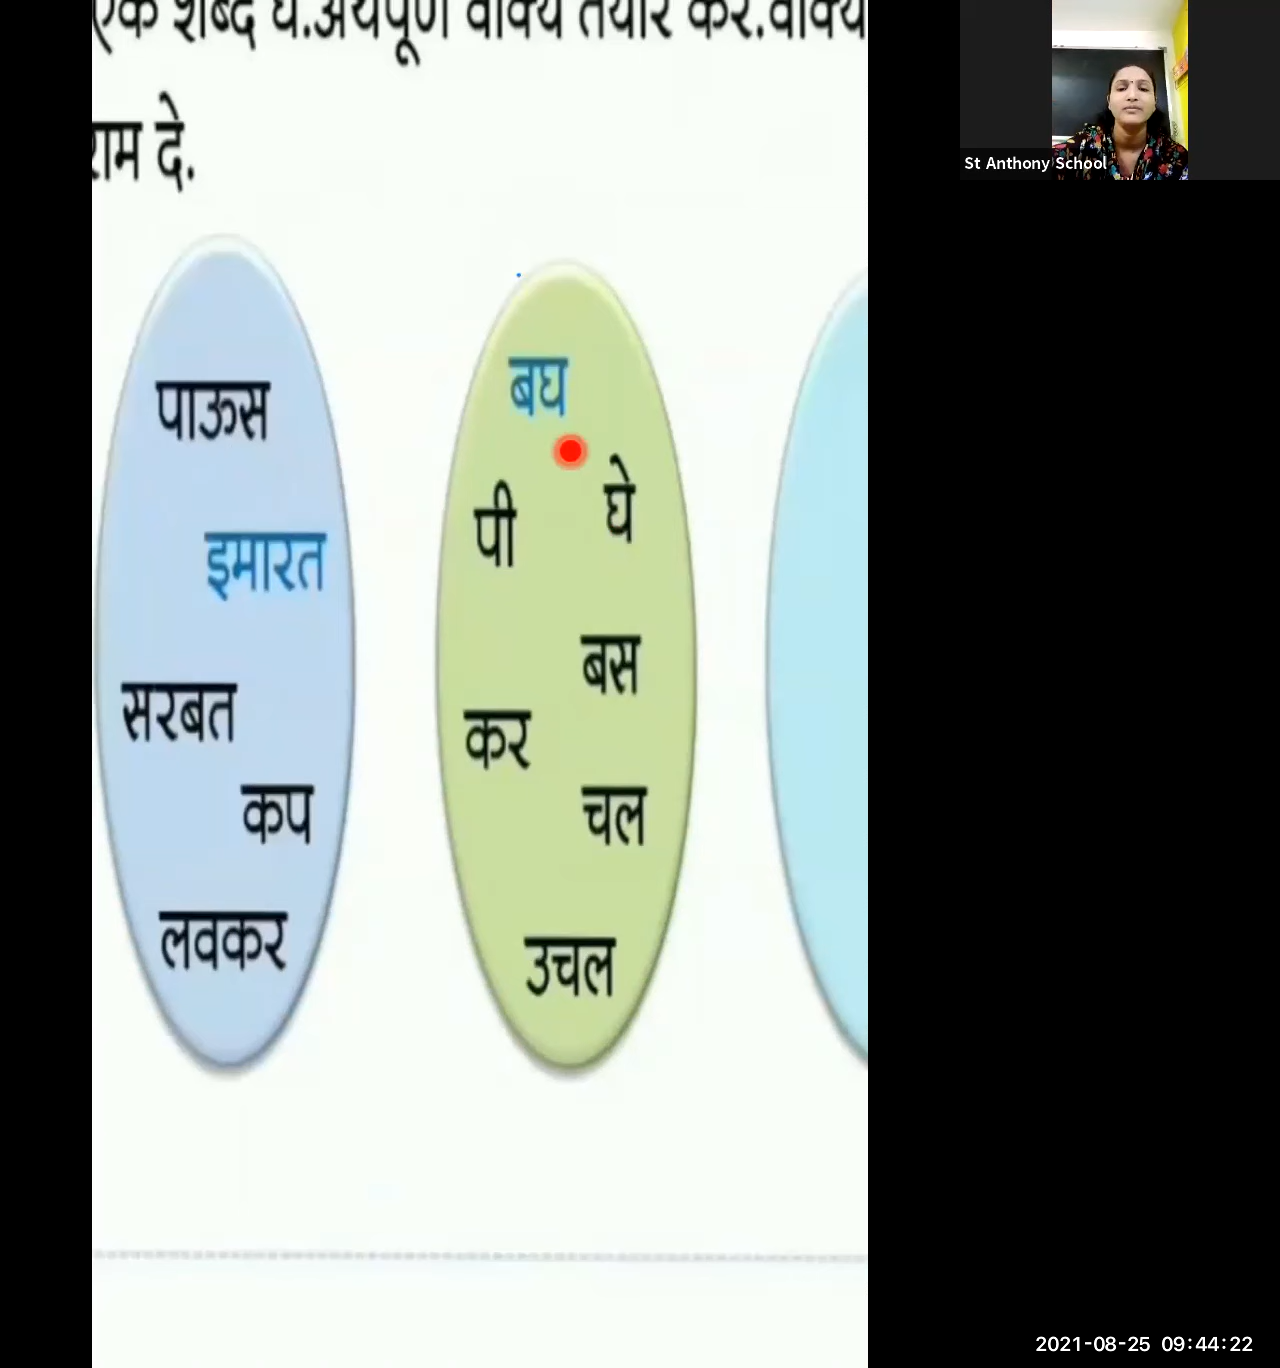 एक शब्द घे.अर्थपूर्ण वाक्य तयार कर.वाक्य
राम दे.
पाऊस
इमारत
सरबत
कप
लवकर
बघ
घे
पी
बस
कर
चल
उचल
St Anthony School
2021-08-25 09:44:22